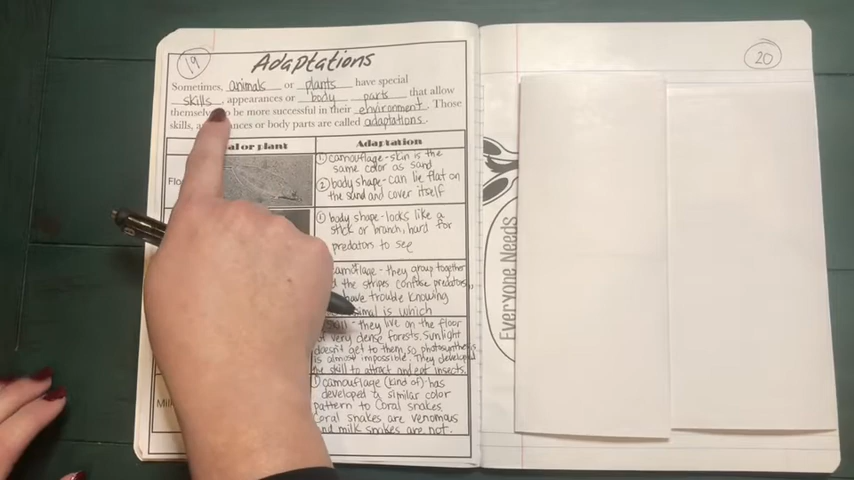 19
Adaptations
Sometimes, animals or plants have special
skills, appearances or body parts that allow
themselves to be more successful in their environment. Those
skills, ances or body parts are called adaptations.
al or plant
Adaptation
Flo
① camouflage - skin is the
same color as sand
② body shape - can lie flat on
the sand and cover itself
① body shape - looks like a
stick or branch, hard for
predators to see
camouflage - they group together
the stripes confuse predators,
have trouble knowing
animal is which
skill - they live on the floor
of very dense forests. Sunlight
doesn't get to them, so photosynthesis
is almost impossible. They developed
the skill to attract and eat insects.
Milk
① camouflage (kind of) has
developed a similar color
pattern to Coral snakes.
Coral snakes are venomous
and milk snakes are not.
20
Everyone Needs